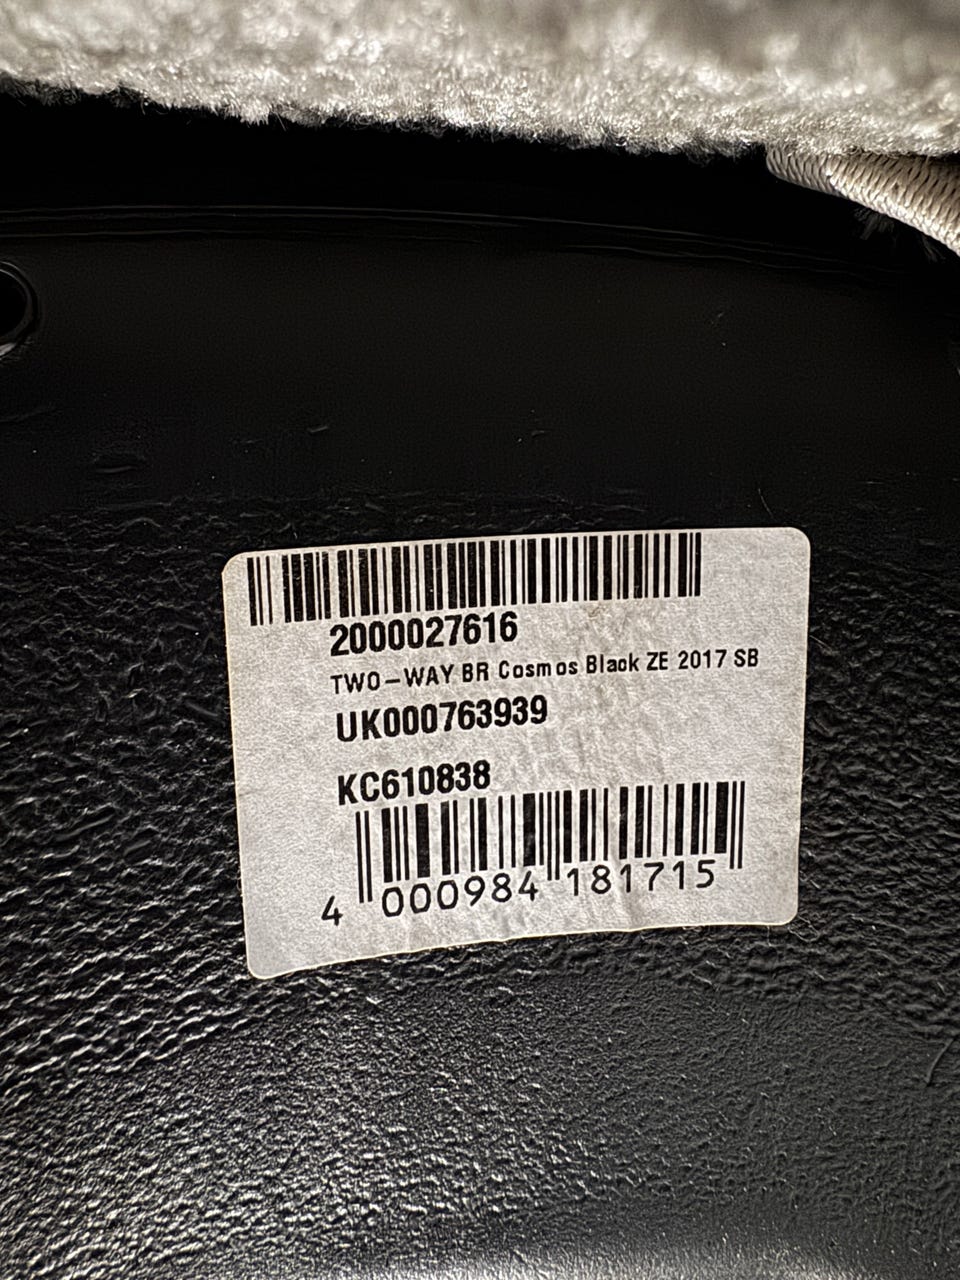 2000027616
TWO-WAY BR Cosmos Black ZE 2017 SB
UK000763939
KC610838
4 000984 181715